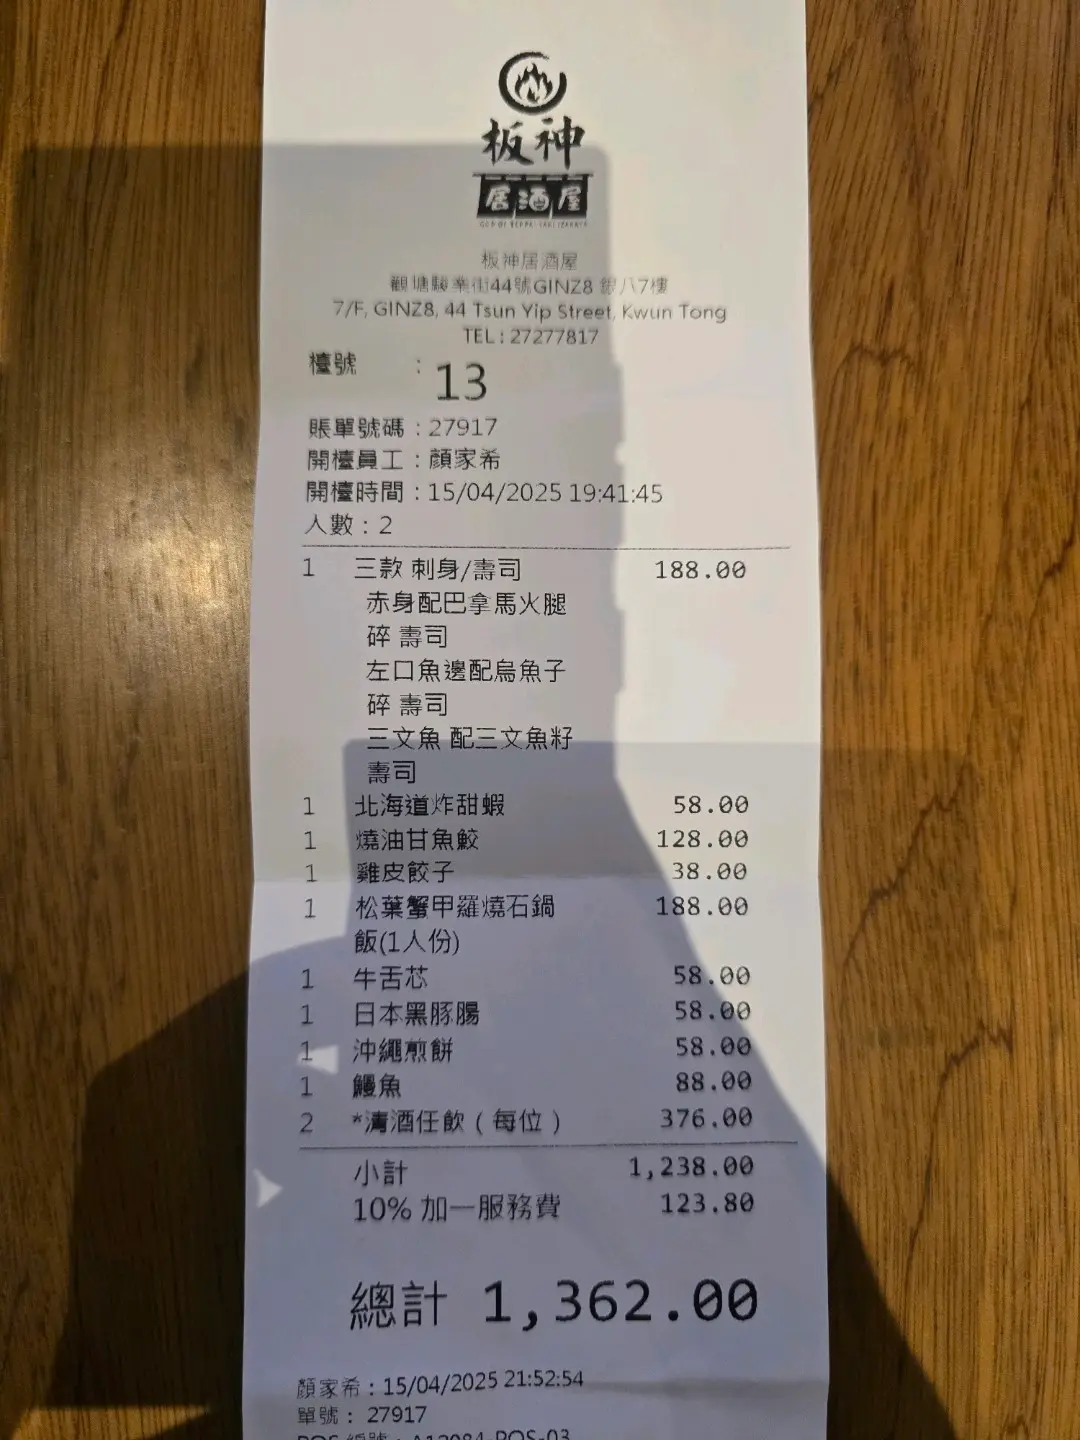 板神
居酒屋
板神居酒屋
觀塘駿業街44號GINZ8 銀八7樓
7/F, GINZ8, 44 Tsun Yip Street, Kwun Tong
TEL : 27277817
檯號 : 13
賬單號碼 : 27917
開檯員工 : 顏家希
開檯時間 : 15/04/2025 19:41:45
人數 : 2
1 三款 刺身/壽司 188.00
赤身配巴拿馬火腿
碎 壽司
左口魚邊配烏魚子
碎 壽司
三文魚 配三文魚籽
壽司
1 北海道炸甜蝦 58.00
1 燒油甘魚鮫 128.00
1 雞皮餃子 38.00
1 松葉蟹甲羅燒石鍋 188.00
飯(1人份)
1 牛舌芯 58.00
1 日本黑豚腸 58.00
1 沖繩煎餅 58.00
1 鰻魚 88.00
2 *清酒任飲 ( 每位 ) 376.00
小計 1,238.00
10% 加一服務費 123.80
總計 1,362.00
顏家希 : 15/04/2025 21:52:54
單號 : 27917
POS 編號 : A12984-POS-03